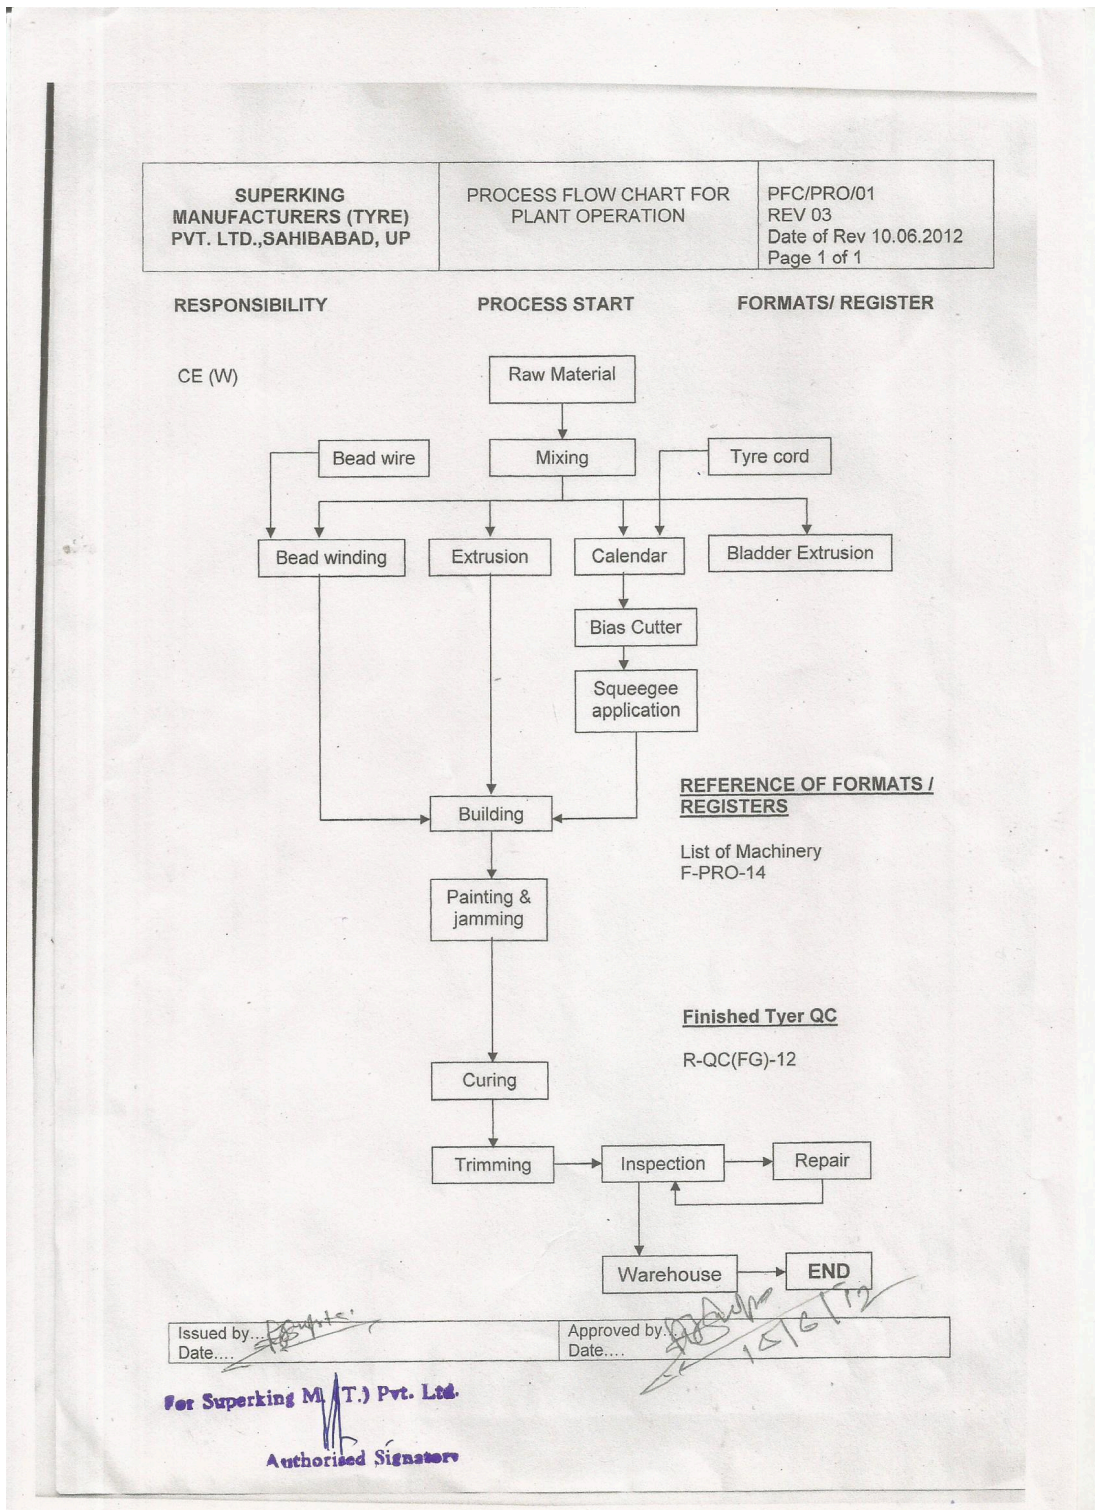 SUPERKING
MANUFACTURERS (TYRE)
PVT. LTD.,SAHIBABAD, UP
PROCESS FLOW CHART FOR
PLANT OPERATION
PFC/PRO/01
REV 03
Date of Rev 10.06.2012
Page 1 of 1
RESPONSIBILITY
PROCESS START
FORMATS/ REGISTER
CE (W)
Raw Material
Bead wire
Mixing
Tyre cord
Bead winding
Extrusion
Calendar
Bladder Extrusion
Bias Cutter
Squeegee
application
REFERENCE OF FORMATS /
REGISTERS
Building
List of Machinery
F-PRO-14
Painting &
jamming
Finished Tyer QC
R-QC(FG)-12
Curing
Trimming
Inspection
Repair
Warehouse
END
Issued by...
Date....
Approved by..
Date....
15/6/12
For Superking M (T.) Pvt. Ltd.
Authorised Signatory